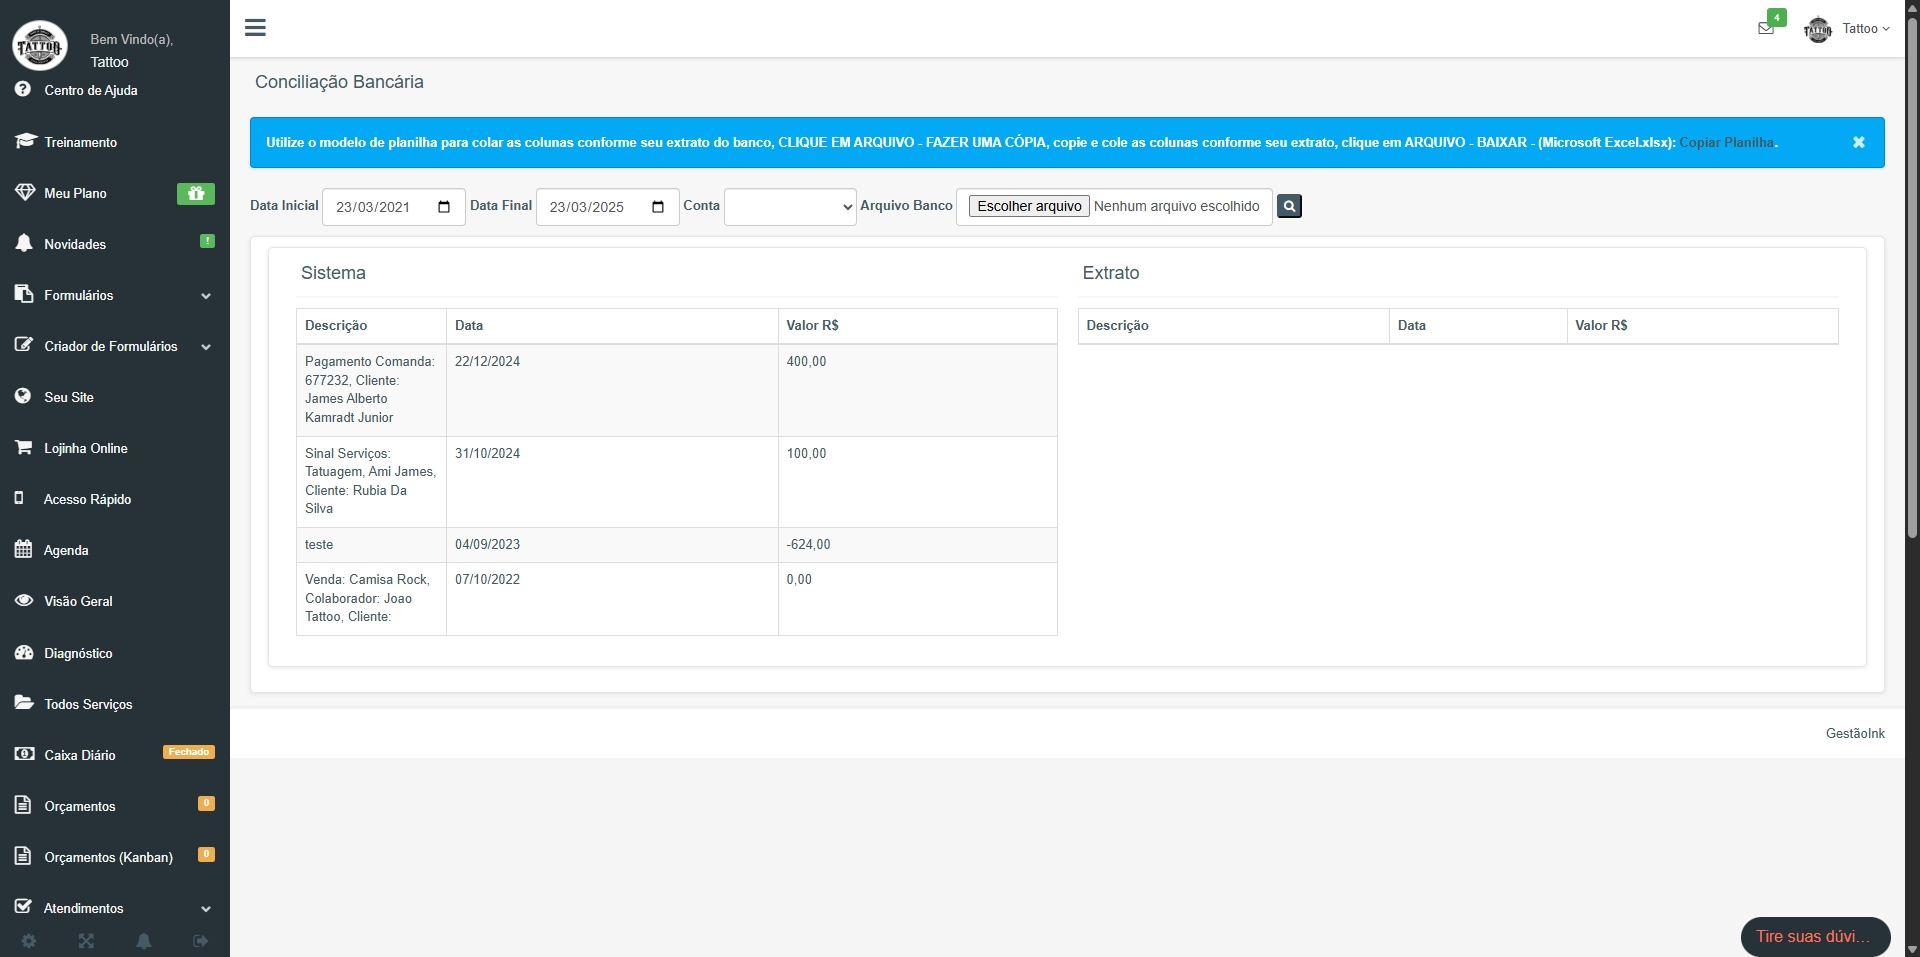 TATTOO
Bem Vindo(a),
Tattoo
Centro de Ajuda
Treinamento
Meu Plano
Novidades
!
Formulários
Criador de Formulários
Seu Site
Lojinha Online
Acesso Rápido
Agenda
Visão Geral
Diagnóstico
Todos Serviços
Caixa Diário
Fechado
Orçamentos
0
Orçamentos (Kanban)
0
Atendimentos
4
TATTOO
Tattoo
Conciliação Bancária
Utilize o modelo de planilha para colar as colunas conforme seu extrato do banco, CLIQUE EM ARQUIVO - FAZER UMA CÓPIA, copie e cole as colunas conforme seu extrato, clique em ARQUIVO - BAIXAR - (Microsoft Excel.xlsx): Copiar Planilha.
Data Inicial 23/03/2021 Data Final 23/03/2025 Conta Arquivo Banco Escolher arquivo Nenhum arquivo escolhido
Sistema
Descrição Data Valor R$
Pagamento Comanda: 22/12/2024 400,00
677232, Cliente:
James Alberto
Kamradt Junior
Sinal Serviços: 31/10/2024 100,00
Tatuagem, Ami James,
Cliente: Rubia Da
Silva
teste 04/09/2023 -624,00
Venda: Camisa Rock, 07/10/2022 0,00
Colaborador: Joao
Tattoo, Cliente:
Extrato
Descrição Data Valor R$
GestãoInk
Tire suas dúvi...